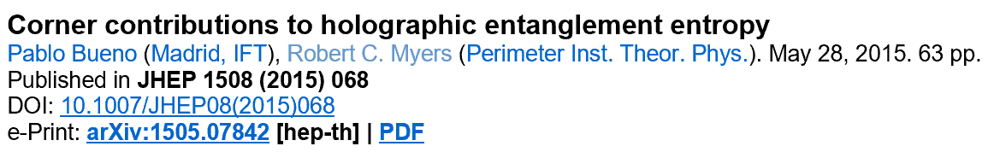 Corner contributions to holographic entanglement entropy
Pablo Bueno (Madrid, IFT), Robert C. Myers (Perimeter Inst. Theor. Phys.). May 28, 2015. 63 pp.
Published in JHEP 1508 (2015) 068
DOI: 10.1007/JHEP08(2015)068
e-Print: arXiv:1505.07842 [hep-th] | PDF